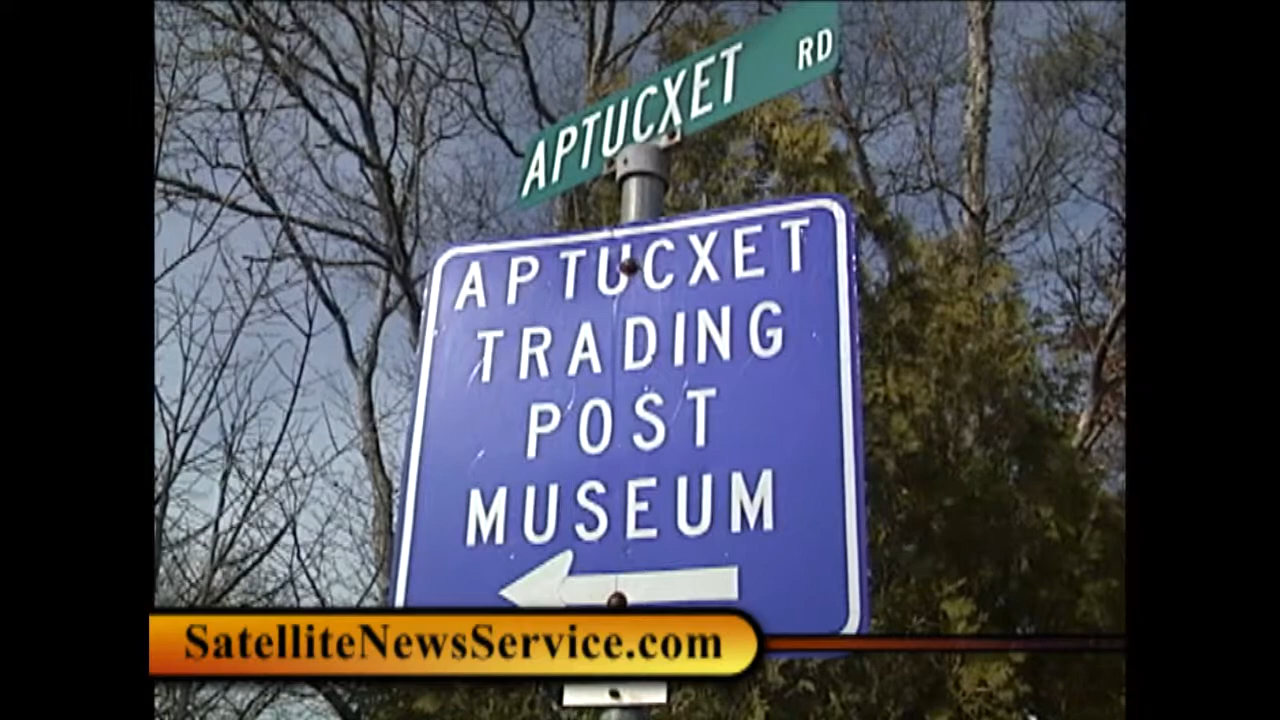 APTUCXET RD
APTUCXET
TRADING
POST
MUSEUM
SatelliteNewsService.com